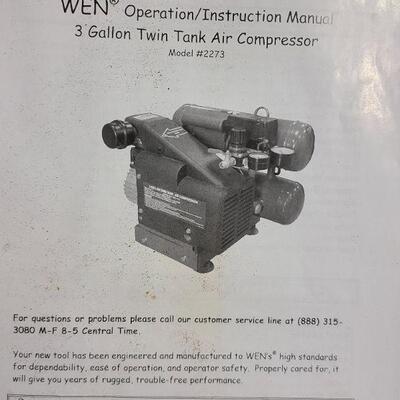 WEN® Operation/Instruction Manual
3 Gallon Twin Tank Air Compressor
Model #2273
For questions or problems please call our customer service line at (888) 315-
3080 M-F 8-5 Central Time.
Your new tool has been engineered and manufactured to WEN's® high standards
for dependability, ease of operation, and operator safety. Properly cared for, it
will give you years of rugged, trouble-free performance.